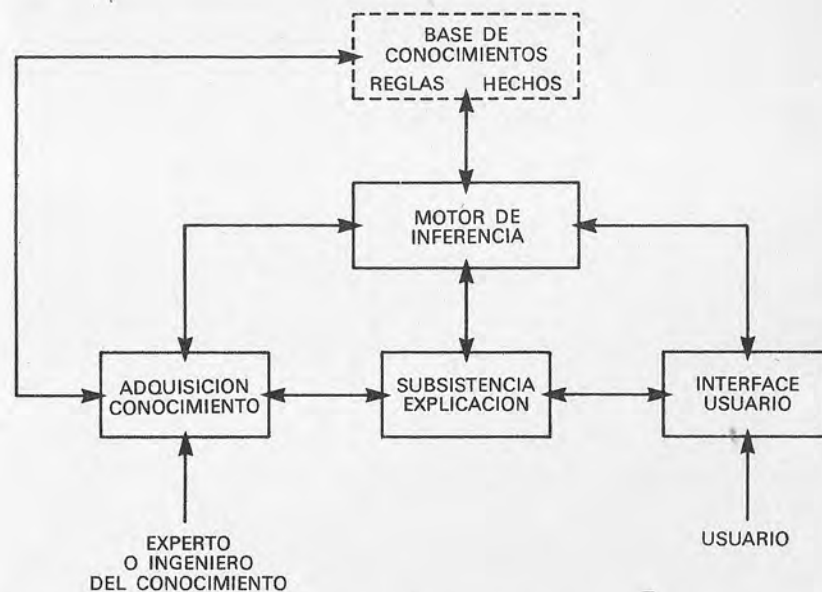 BASE DE
CONOCIMIENTOS
REGLAS HECHOS
MOTOR DE
INFERENCIA
ADQUISICION
CONOCIMIENTO
SUBSISTENCIA
EXPLICACION
INTERFACE
USUARIO
EXPERTO
O INGENIERO
DEL CONOCIMIENTO
USUARIO